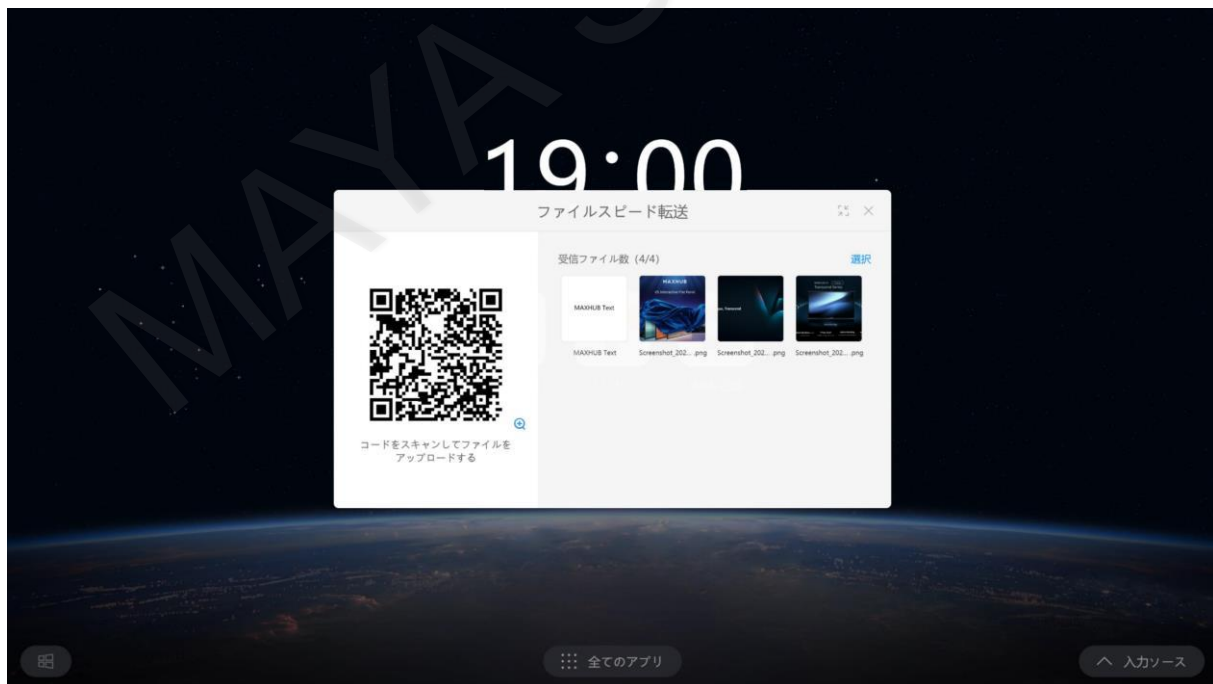 MAYA S
19:00
ファイルスピード転送
受信ファイル数 (4/4)
選択
MAXHUB Text
MAXHUB
MAXHUB Text
Screenshot_202... .png
Screenshot_202... .png
Screenshot_202... .png
コードをスキャンしてファイルを
アップロードする
全てのアプリ
入力ソース